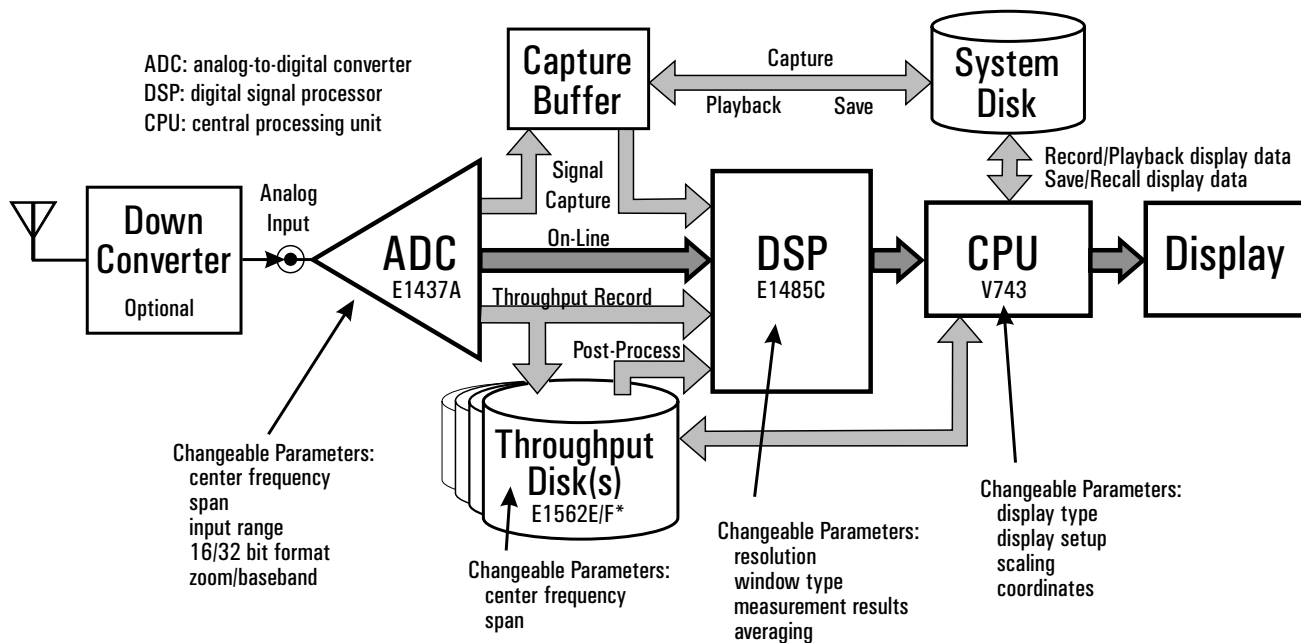 ADC: analog-to-digital converter
DSP: digital signal processor
CPU: central processing unit
Capture
Buffer
Capture
Playback
Save
System
Disk
Record/Playback display data
Save/Recall display data
Down
Converter
Optional
Analog
Input
ADC
E1437A
Signal
Capture
On-Line
Throughput Record
Post-Process
DSP
E1485C
CPU
V743
Display
Throughput
Disk(s)
E1562E/F*
Changeable Parameters:
center frequency
span
input range
16/32 bit format
zoom/baseband
Changeable Parameters:
center frequency
span
Changeable Parameters:
resolution
window type
measurement results
averaging
Changeable Parameters:
display type
display setup
scaling
coordinates